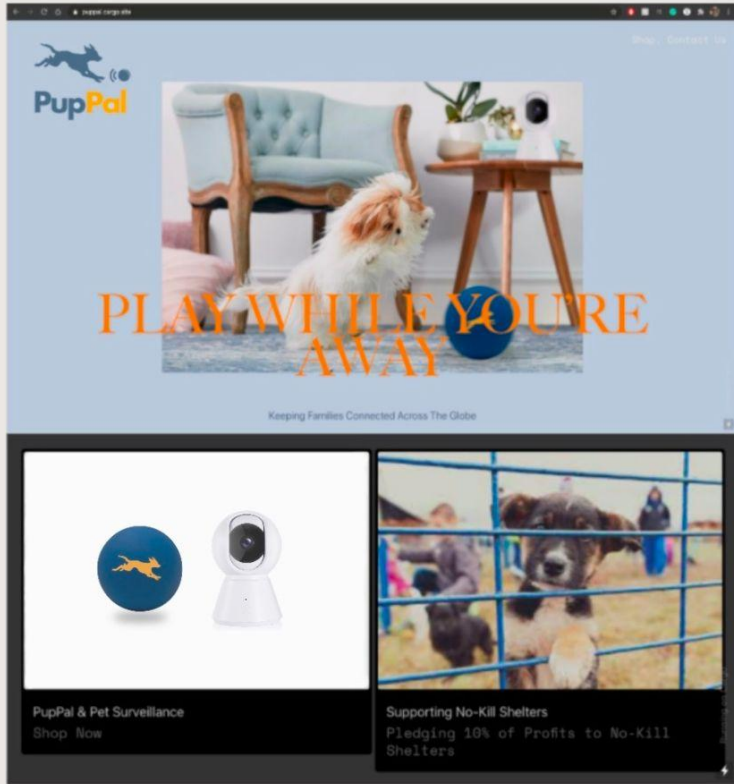 puppal.cargo.site
Shop, Contact Us
PupPal
PLAY WHILE YOU'RE
AWAY
Keeping Families Connected Across The Globe
PupPal & Pet Surveillance
Shop Now
Supporting No-Kill Shelters
Pledging 10% of Profits to No-Kill
Shelters